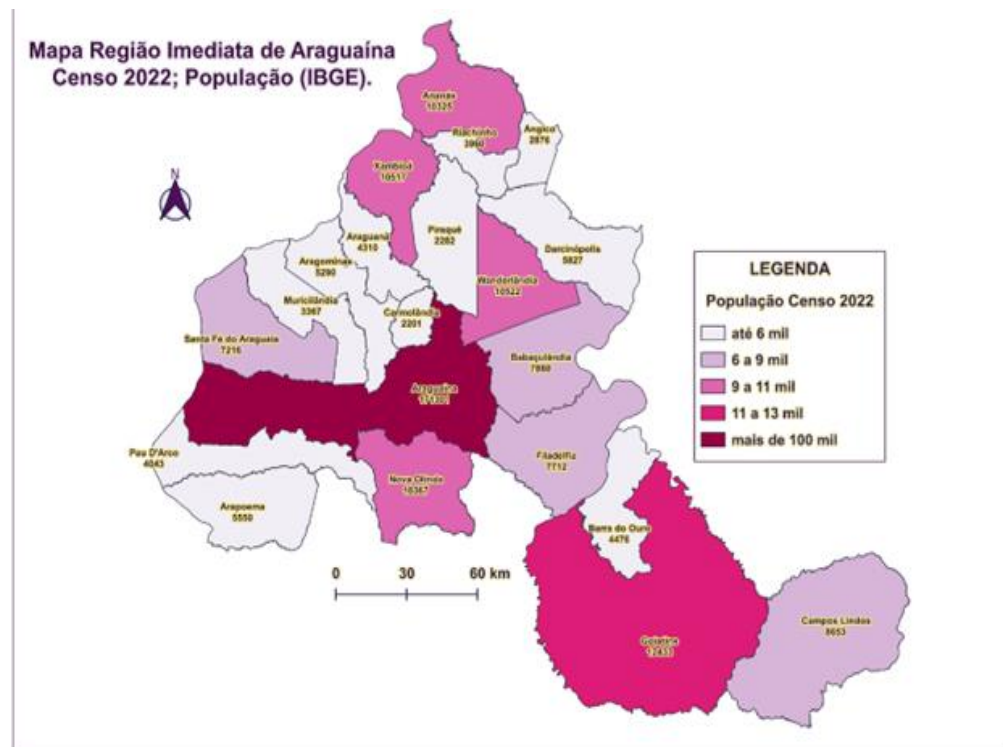 Mapa Região Imediata de Araguaína
Censo 2022; População (IBGE).
N
Ananás
10325
Riachinho
3960
Angico
2876
Xambioá
10517
Araguanã
4310
Piraquê
2282
Darcinópolis
5827
Aragominas
5290
Wanderlândia
10522
Muricilândia
3367
Carmolândia
2201
Santa Fé do Araguaia
7216
Babaçulândia
Araguaína
Pau D'Arco
4043
Filadélfia
7712
Nova Olinda
10367
Arapoema
5550
Barra do Ouro
4476
Goiatins
Campos Lindos
8653
0 30 60 km
LEGENDA
População Censo 2022
até 6 mil
6 a 9 mil
9 a 11 mil
11 a 13 mil
mais de 100 mil